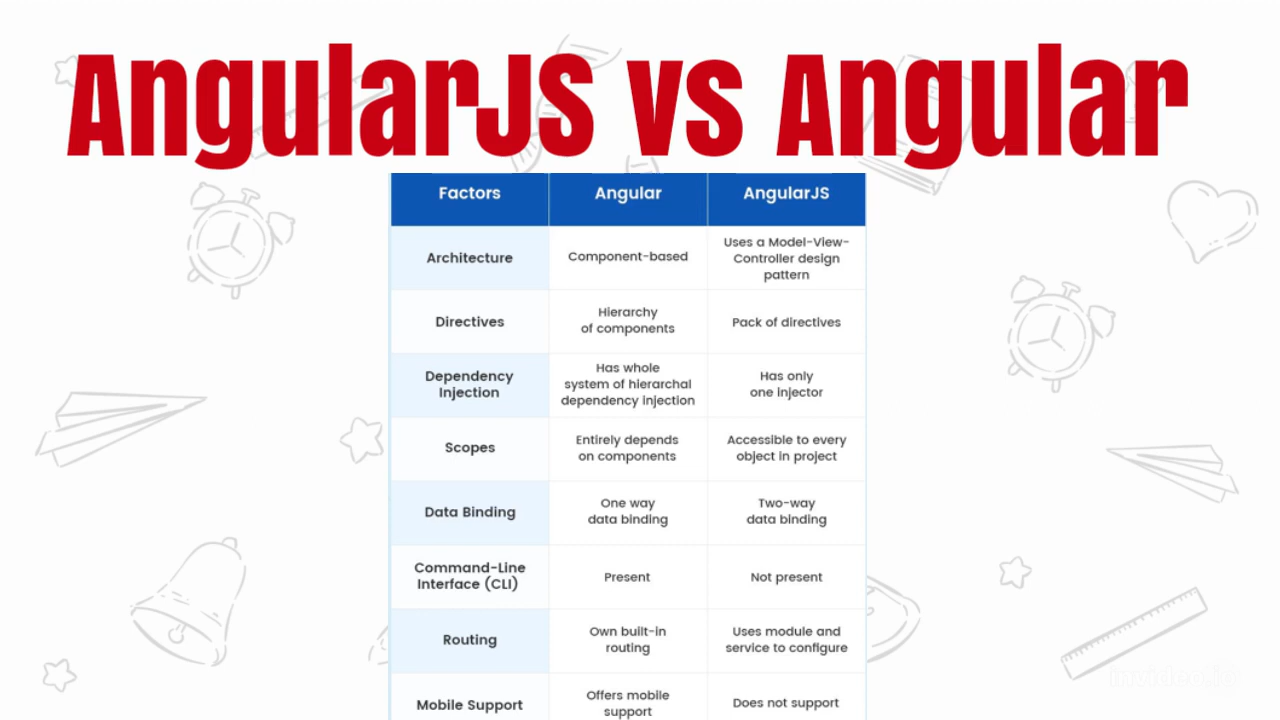 AngularJS vs Angular
Factors
Angular
AngularJS
Architecture
Component-based
Uses a Model-View-
Controller design
pattern
Directives
Hierarchy
of components
Pack of directives
Dependency
Injection
Has whole
system of hierarchal
dependency injection
Has only
one injector
Scopes
Entirely depends
on components
Accessible to every
object in project
Data Binding
One way
data binding
Two-way
data binding
Command-Line
Interface (CLI)
Present
Not present
Routing
Own built-in
routing
Uses module and
service to configure
Mobile Support
Offers mobile
support
Does not support